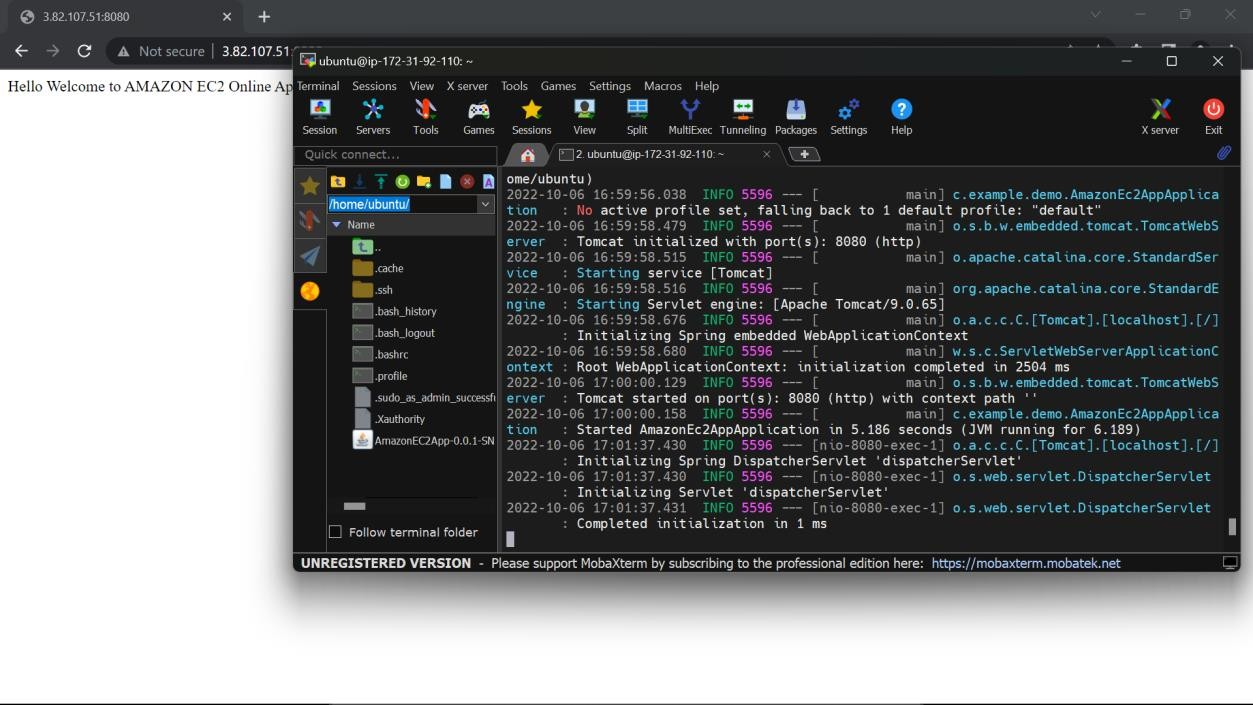 3.82.107.51:8080
Not secure
3.82.107.51:
Hello Welcome to AMAZON EC2 Online Ap
ubuntu@ip-172-31-92-110: ~
Terminal Sessions View X server Tools Games Settings Macros Help
Session Servers Tools Games Sessions View Split MultiExec Tunneling Packages Settings Help X server Exit
Quick connect...
2. ubuntu@ip-172-31-92-110: ~
/home/ubuntu/
Name
..
.cache
.ssh
.bash_history
.bash_logout
.bashrc
.profile
.sudo_as_admin_successfu
.Xauthority
AmazonEC2App-0.0.1-SN
Follow terminal folder
ome/ubuntu)
2022-10-06 16:59:56.038  INFO 5596 --- [           main] c.example.demo.AmazonEc2AppApplica
tion   : No active profile set, falling back to 1 default profile: "default"
2022-10-06 16:59:58.479  INFO 5596 --- [           main] o.s.b.w.embedded.tomcat.TomcatWebS
erver  : Tomcat initialized with port(s): 8080 (http)
2022-10-06 16:59:58.515  INFO 5596 --- [           main] o.apache.catalina.core.StandardSer
vice   : Starting service [Tomcat]
2022-10-06 16:59:58.516  INFO 5596 --- [           main] org.apache.catalina.core.StandardE
ngine  : Starting Servlet engine: [Apache Tomcat/9.0.65]
2022-10-06 16:59:58.676  INFO 5596 --- [           main] o.a.c.c.C.[Tomcat].[localhost].[/]
       : Initializing Spring embedded WebApplicationContext
2022-10-06 16:59:58.680  INFO 5596 --- [           main] w.s.c.ServletWebServerApplicationC
ontext : Root WebApplicationContext: initialization completed in 2504 ms
2022-10-06 17:00:00.129  INFO 5596 --- [           main] o.s.b.w.embedded.tomcat.TomcatWebS
erver  : Tomcat started on port(s): 8080 (http) with context path ''
2022-10-06 17:00:00.158  INFO 5596 --- [           main] c.example.demo.AmazonEc2AppApplica
tion   : Started AmazonEc2AppApplication in 5.186 seconds (JVM running for 6.189)
2022-10-06 17:01:37.430  INFO 5596 --- [nio-8080-exec-1] o.a.c.c.C.[Tomcat].[localhost].[/]
       : Initializing Spring DispatcherServlet 'dispatcherServlet'
2022-10-06 17:01:37.430  INFO 5596 --- [nio-8080-exec-1] o.s.web.servlet.DispatcherServlet
       : Initializing Servlet 'dispatcherServlet'
2022-10-06 17:01:37.431  INFO 5596 --- [nio-8080-exec-1] o.s.web.servlet.DispatcherServlet
       : Completed initialization in 1 ms
UNREGISTERED VERSION - Please support MobaXterm by subscribing to the professional edition here: https://mobaxterm.mobatek.net